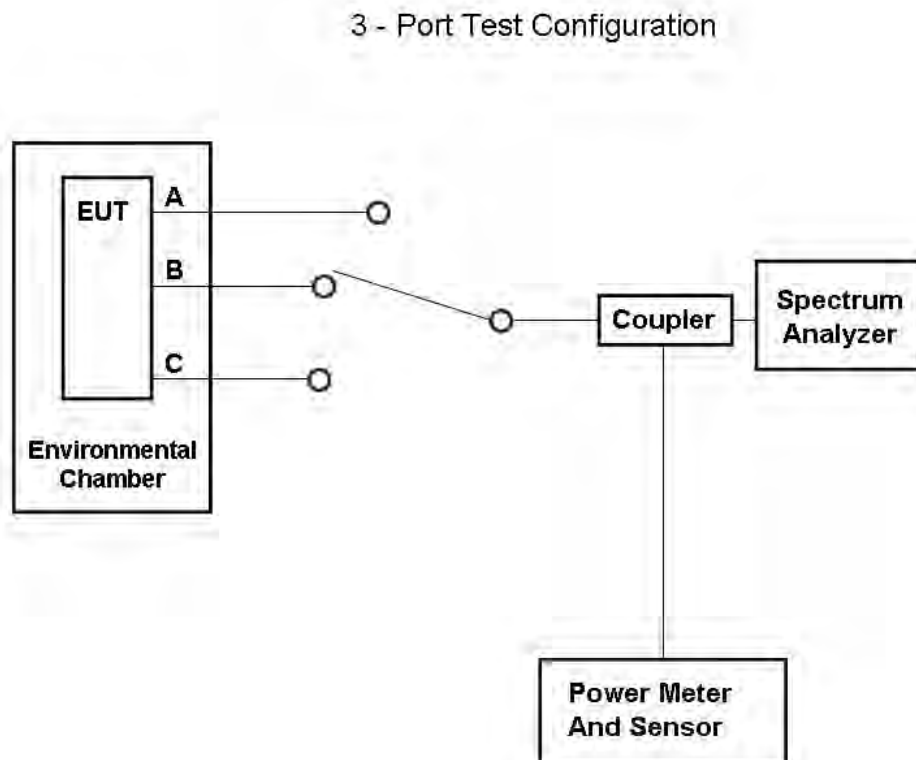 3 - Port Test Configuration
EUT
A
B
C
Environmental
Chamber
Coupler
Spectrum
Analyzer
Power Meter
And Sensor